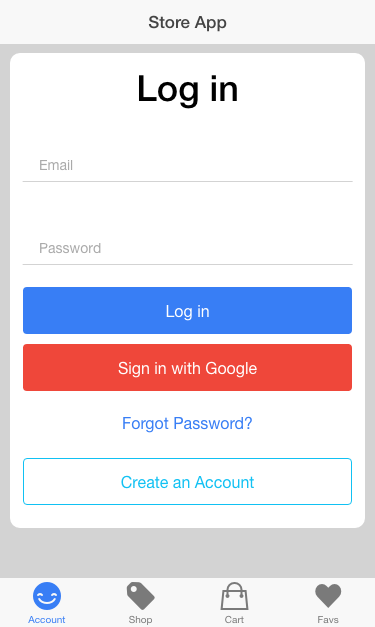 Store App
Log in
Email
Password
Log in
Sign in with Google
Forgot Password?
Create an Account
Account
Shop
Cart
Favs